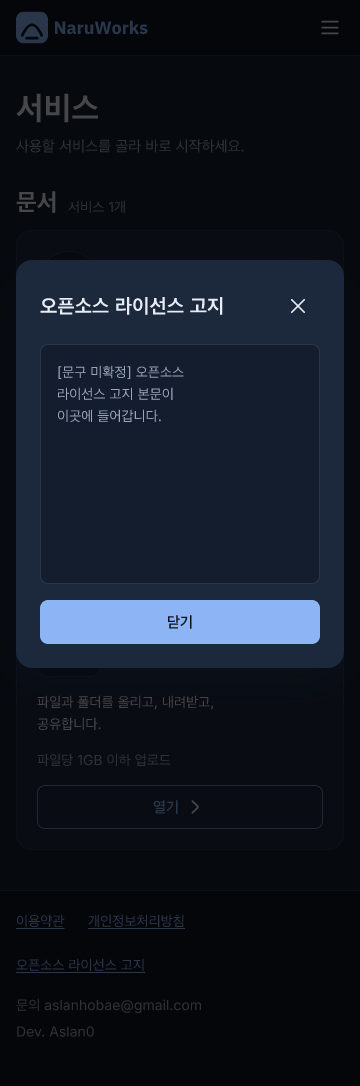 NaruWorks
서비스
사용할 서비스를 골라 바로 시작하세요.
문서 서비스 1개
오픈소스 라이선스 고지
[문구 미확정] 오픈소스
라이선스 고지 본문이
이곳에 들어갑니다.
닫기
파일과 폴더를 올리고, 내려받고,
공유합니다.
파일당 1GB 이하 업로드
열기
이용약관 개인정보처리방침
오픈소스 라이선스 고지
문의 aslanhobae@gmail.com
Dev. Aslan0